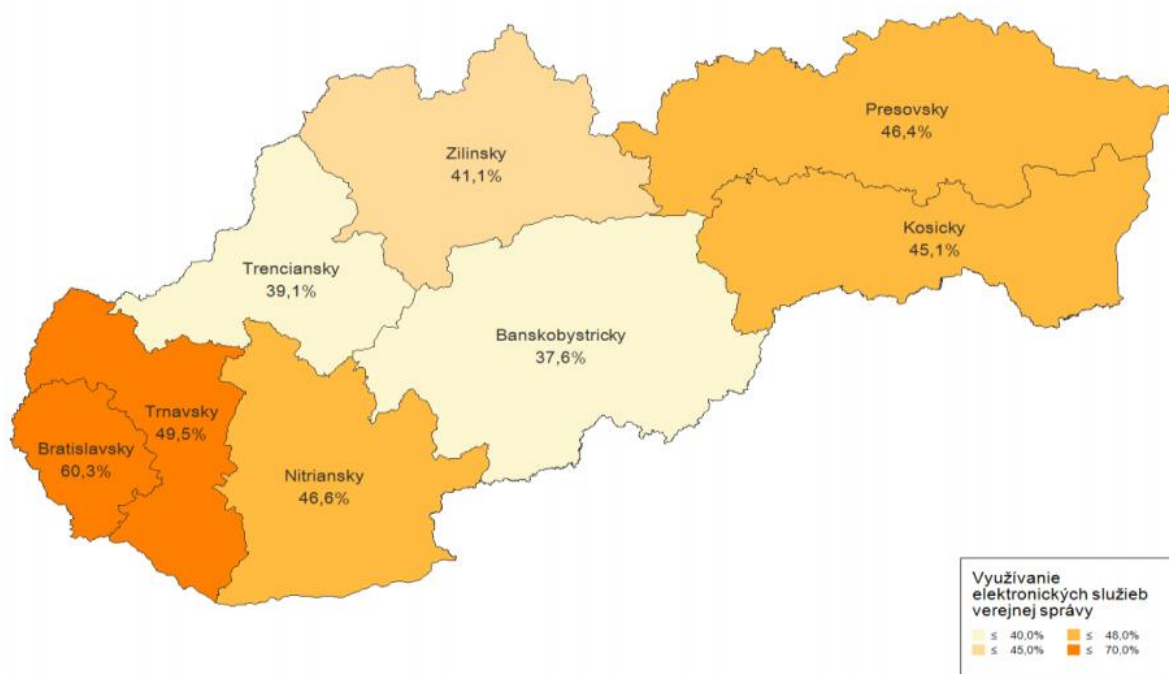 Presovsky
46,4%
Zilinsky
41,1%
Kosicky
45,1%
Trenciansky
39,1%
Banskobystricky
37,6%
Trnavsky
49,5%
Bratislavsky
60,3%
Nitriansky
46,6%
Využívanie
elektronických služieb
verejnej správy
≤ 40,0% ≤ 48,0%
≤ 45,0% ≤ 70,0%